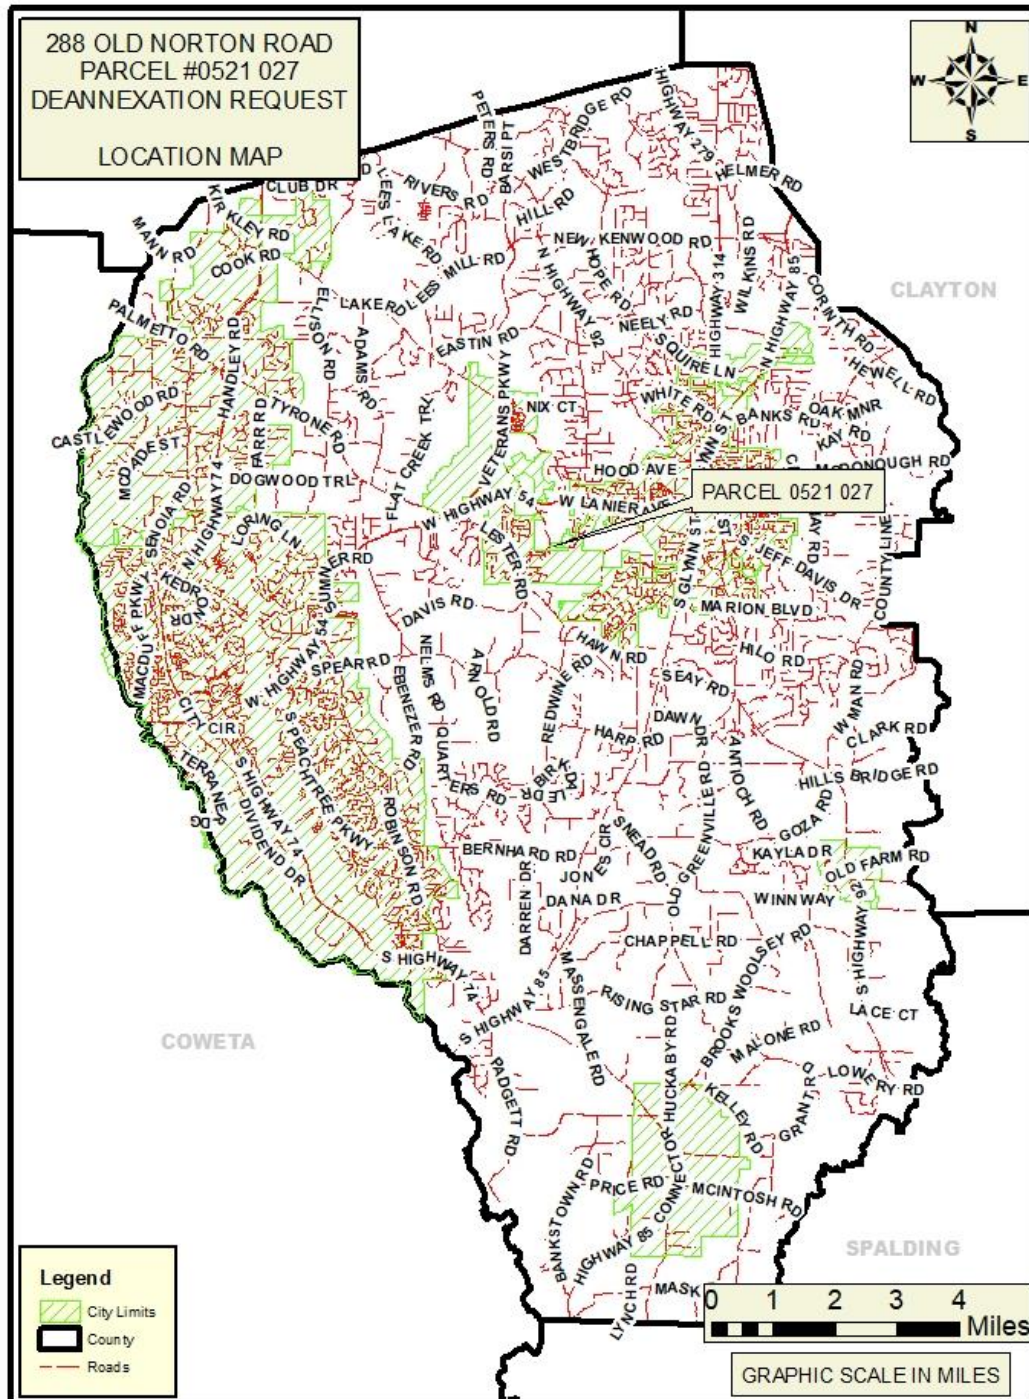 288 OLD NORTON ROAD
PARCEL #0521 027
DEANNEXATION REQUEST
LOCATION MAP
N
W
E
S
PETERS RD
BARSI PT
WESTBRIDGE RD
HIGHWAY 279
HELMER RD
CLUB DR
LEES LAKE RD
RIVERS RD
HILL RD
KIRKLEY RD
MANN RD
COOK RD
NEW KENWOOD RD
NEW HOPE RD
N HIGHWAY 92
HIGHWAY 314
WILKINS RD
N HIGHWAY 85
CORINTH RD
CLAYTON
LEES MILL RD
LAKE RD
ELLISON RD
ADAMS RD
PALMETTO RD
HANDLEY RD
EASTIN RD
NEELY RD
SQUIRE LN
HEWELL RD
CASTLEWOOD RD
MCDADE ST
FARR RD
TYRONE RD
FLAT CREEK TRL
VETERANS PKWY
NIX CT
WHITE RD
BANKS RD
OAK MNR
KAY RD
MCDONOUGH RD
HOOD AVE
SENOIA RD
N HIGHWAY 74
DOGWOOD TRL
W HIGHWAY 54
W LANIER AVE
PARCEL 0521 027
LORING LN
SUMNER RD
LESTER RD
S JEFF DAVIS DR
COUNTY LINE
KEDRON DR
MACDUFF PKWY
DAVIS RD
S GLYNN ST
MARION BLVD
W HIGHWAY 54
SPEAR RD
EBENEZER RD
NELMS RD
ARNOLD RD
REDWINE RD
HAWN RD
HILO RD
SEAY RD
CITY CIR
TERRANE RDG
S HIGHWAY 74
DIVIDEND DR
S PEACHTREE PKWY
ROBINSON RD
QUARTERS RD
BIRKDALE DR
HARP RD
DAWN DR
ANTIOCH RD
CLARK RD
HILLS BRIDGE RD
GOZA RD
BERNHARD RD
JONES CIR
SNEAD RD
OLD GREENVILLE RD
KAYLA DR
OLD FARM RD
DARREN DR
DANA DR
WINN WAY
S HIGHWAY 92
CHAPPELL RD
S HIGHWAY 74
S HIGHWAY 85
MASSENGALE RD
RISING STAR RD
BROOKS WOOLSEY RD
LACE CT
MALONE RD
COWETA
PADGETT RD
HUCKABY RD
KELLEY RD
GRANT RD
LOWERY RD
BANKSTOWN RD
PRICE RD
MCINTOSH RD
HIGHWAY 85 CONNECTOR
SPALDING
LYNCH RD
MASK
Legend
City Limits
County
Roads
0 1 2 3 4
Miles
GRAPHIC SCALE IN MILES